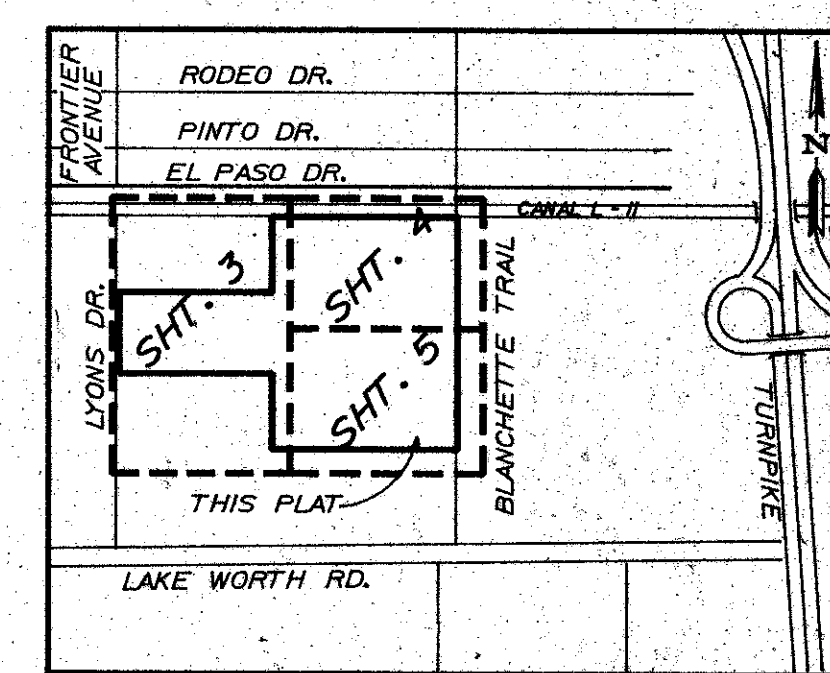 FRONTIER
AVENUE
RODEO DR.
PINTO DR.
EL PASO DR.
N
CANAL L-11
SHT. 3
SHT. 4
SHT. 5
LYONS DR.
BLANCHETTE TRAIL
TURNPIKE
THIS PLAT
LAKE WORTH RD.